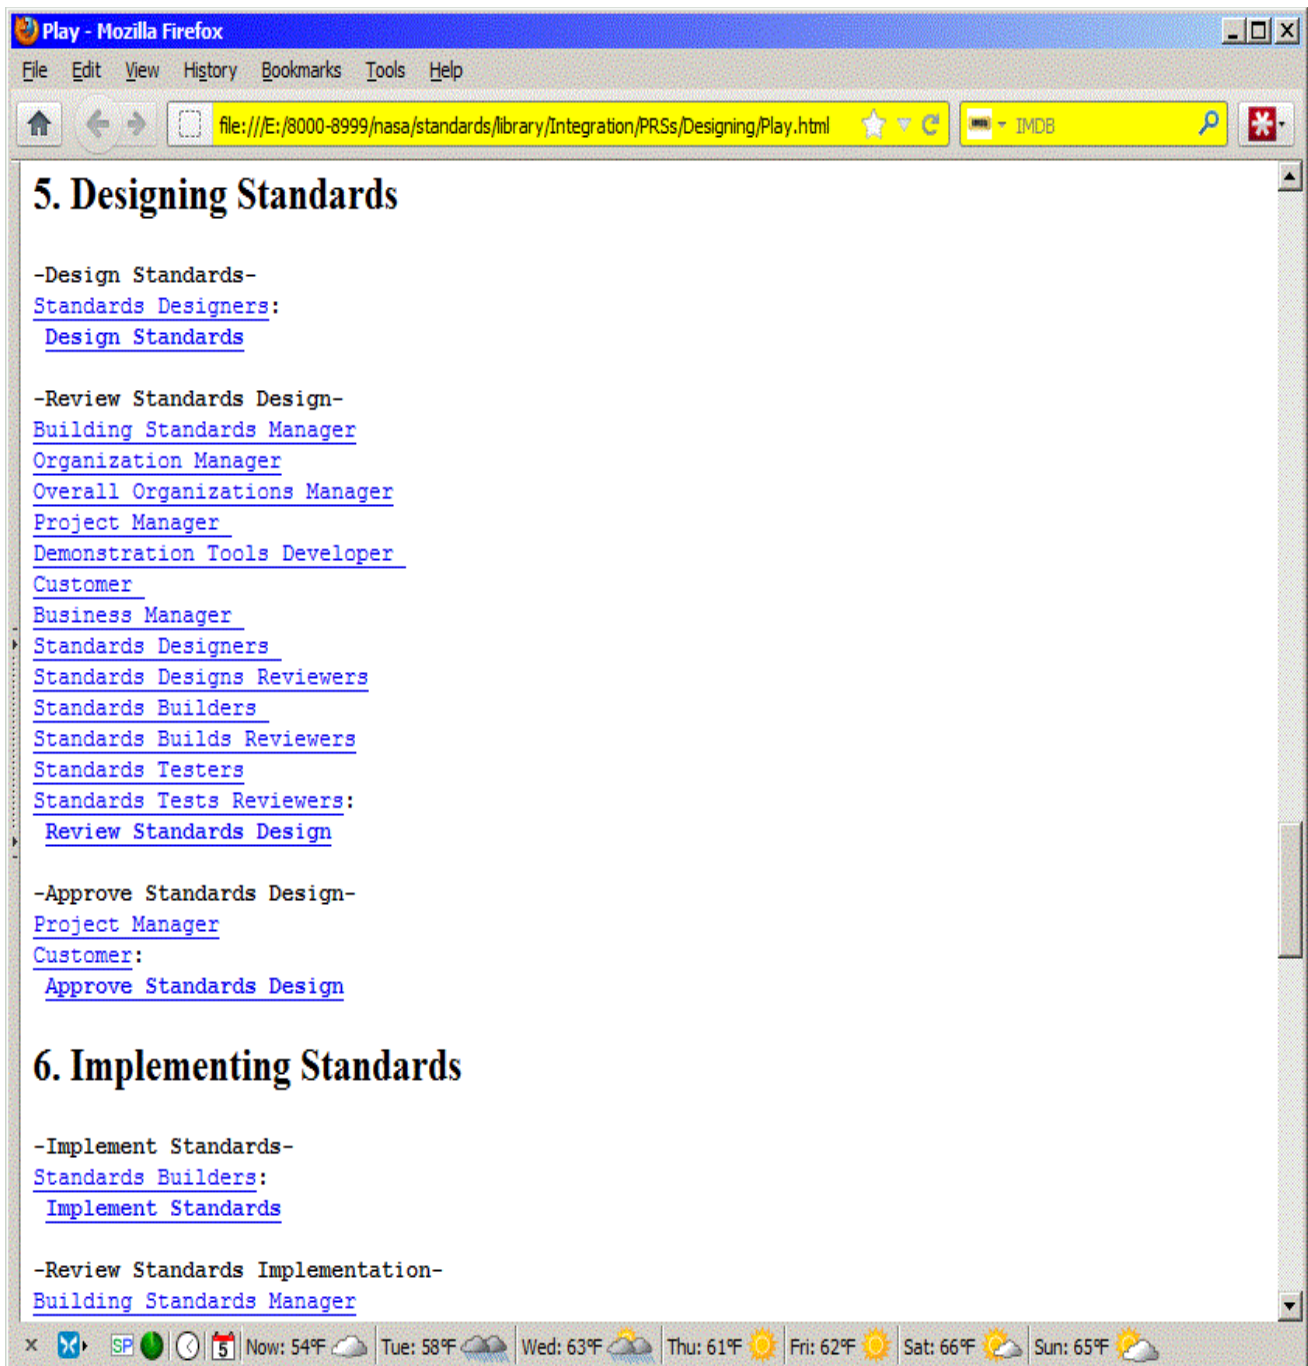 Play - Mozilla Firefox
File Edit View History Bookmarks Tools Help
file:///E:/8000-8999/nasa/standards/library/Integration/PRSs/Designing/Play.html IMDB
5. Designing Standards
-Design Standards-
Standards Designers:
Design Standards
-Review Standards Design-
Building Standards Manager
Organization Manager
Overall Organizations Manager
Project Manager
Demonstration Tools Developer
Customer
Business Manager
Standards Designers
Standards Designs Reviewers
Standards Builders
Standards Builds Reviewers
Standards Testers
Standards Tests Reviewers:
Review Standards Design
-Approve Standards Design-
Project Manager
Customer:
Approve Standards Design
6. Implementing Standards
-Implement Standards-
Standards Builders:
Implement Standards
-Review Standards Implementation-
Building Standards Manager
SP 5 Now: 54°F Tue: 58°F Wed: 63°F Thu: 61°F Fri: 62°F Sat: 66°F Sun: 65°F